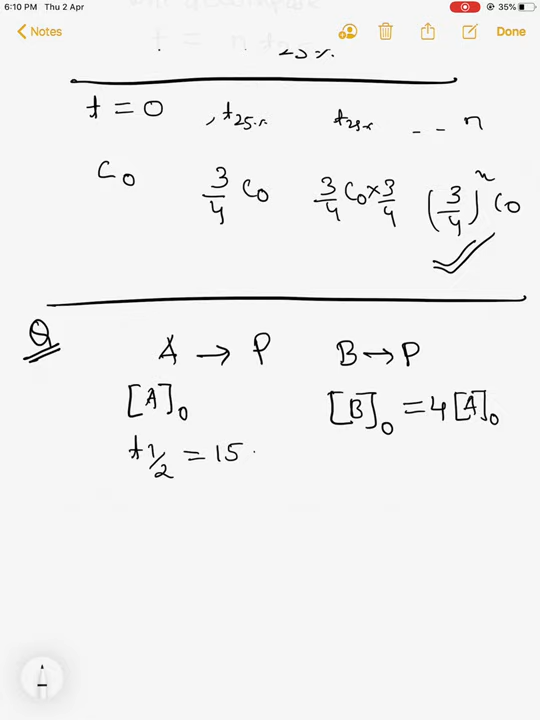 6:10 PM Thu 2 Apr 35%
Notes Done
t = n t
25%
t = 0 , t25% t25% - - n
C0 3/4 C0 3/4 C0 × 3/4 (3/4)^n C0
Q A → P B → P
[A]0 [B]0 = 4[A]0
t1/2 = 15